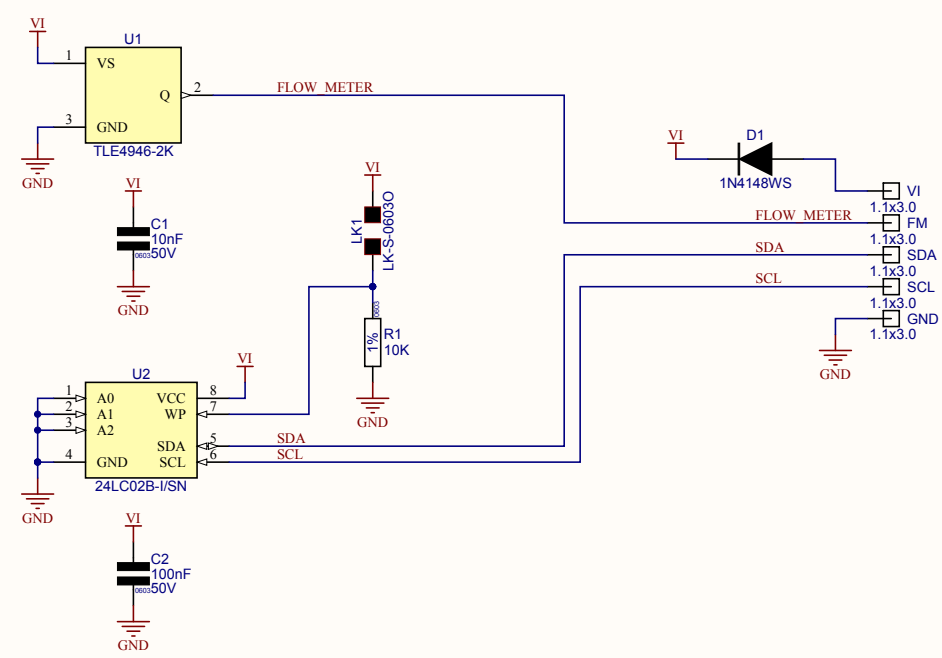 VI
U1
1
VS
Q
2
FLOW_METER
3
GND
TLE4946-2K
GND
VI
C1
10nF
50V
0603
GND
VI
LK1
LK-S-0603O
0603
1%
R1
10K
GND
VI
D1
1N4148WS
VI
1.1x3.0
FLOW_METER
FM
1.1x3.0
SDA
SDA
1.1x3.0
SCL
SCL
1.1x3.0
GND
1.1x3.0
GND
VI
U2
1
A0
VCC
8
2
A1
WP
7
3
A2
SDA
5
SDA
4
GND
SCL
6
SCL
24LC02B-I/SN
GND
VI
C2
100nF
50V
0603
GND